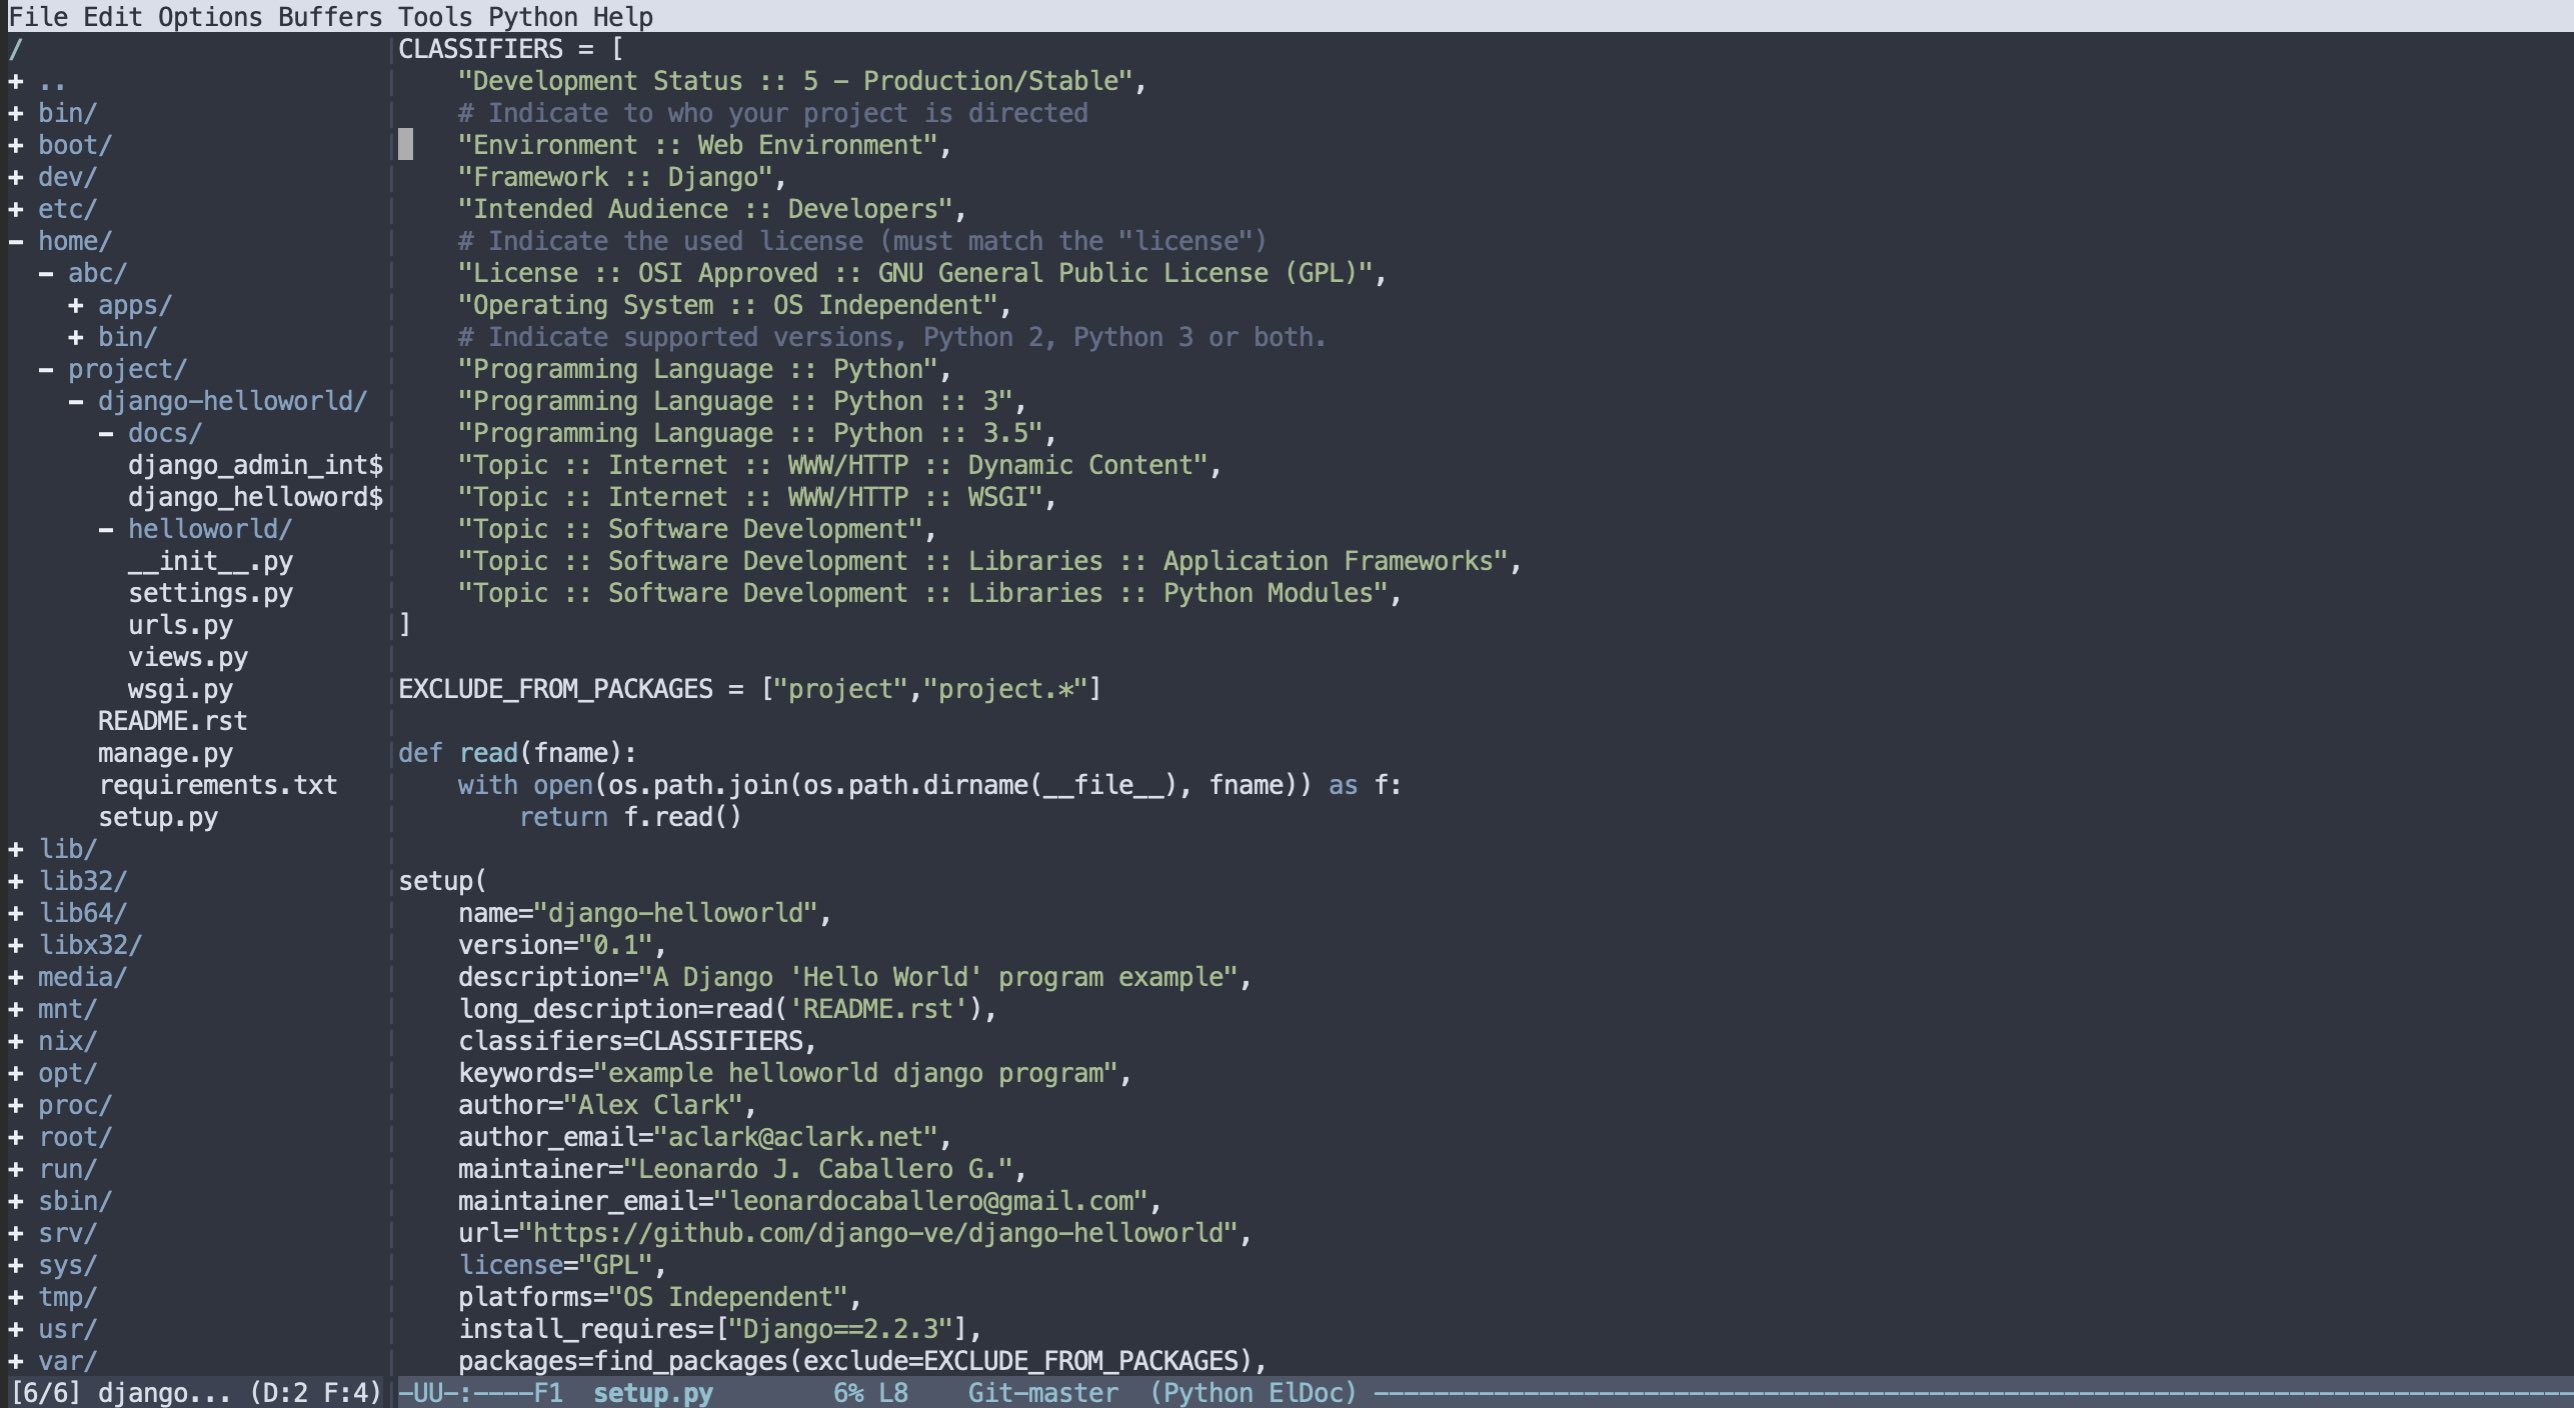 File Edit Options Buffers Tools Python Help
/
+ ..
+ bin/
+ boot/
+ dev/
+ etc/
- home/
- abc/
+ apps/
+ bin/
- project/
- django-helloworld/
- docs/
django_admin_int$
django_helloword$
- helloworld/
__init__.py
settings.py
urls.py
views.py
wsgi.py
README.rst
manage.py
requirements.txt
setup.py
+ lib/
+ lib32/
+ lib64/
+ libx32/
+ media/
+ mnt/
+ nix/
+ opt/
+ proc/
+ root/
+ run/
+ sbin/
+ srv/
+ sys/
+ tmp/
+ usr/
+ var/
[6/6] django... (D:2 F:4)
CLASSIFIERS = [
    "Development Status :: 5 - Production/Stable",
    # Indicate to who your project is directed
    "Environment :: Web Environment",
    "Framework :: Django",
    "Intended Audience :: Developers",
    # Indicate the used license (must match the "license")
    "License :: OSI Approved :: GNU General Public License (GPL)",
    "Operating System :: OS Independent",
    # Indicate supported versions, Python 2, Python 3 or both.
    "Programming Language :: Python",
    "Programming Language :: Python :: 3",
    "Programming Language :: Python :: 3.5",
    "Topic :: Internet :: WWW/HTTP :: Dynamic Content",
    "Topic :: Internet :: WWW/HTTP :: WSGI",
    "Topic :: Software Development",
    "Topic :: Software Development :: Libraries :: Application Frameworks",
    "Topic :: Software Development :: Libraries :: Python Modules",
]
EXCLUDE_FROM_PACKAGES = ["project","project.*"]
def read(fname):
    with open(os.path.join(os.path.dirname(__file__), fname)) as f:
        return f.read()
setup(
    name="django-helloworld",
    version="0.1",
    description="A Django 'Hello World' program example",
    long_description=read('README.rst'),
    classifiers=CLASSIFIERS,
    keywords="example helloworld django program",
    author="Alex Clark",
    author_email="aclark@aclark.net",
    maintainer="Leonardo J. Caballero G.",
    maintainer_email="leonardocaballero@gmail.com",
    url="https://github.com/django-ve/django-helloworld",
    license="GPL",
    platforms="OS Independent",
    install_requires=["Django==2.2.3"],
    packages=find_packages(exclude=EXCLUDE_FROM_PACKAGES),
-UU-:----F1  setup.py        6% L8    Git-master  (Python ElDoc)